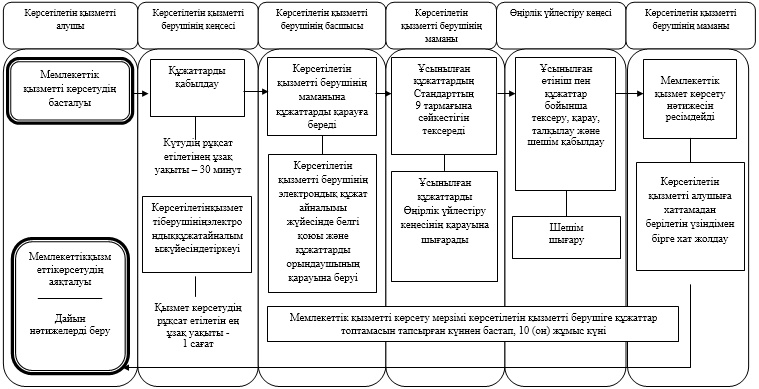 Көрсетілетін қызметті
алушы
Көрсетілетін қызметті
берушінің кеңсесі
Көрсетілетін қызметті
берушінің басшысы
Көрсетілетін
қызметті берушінің
маманы
Өңірлік үйлестіру кеңесі
Көрсетілетін қызметті
берушінің маманы
Мемлекеттік
қызметті көрсетудің
басталуы
Мемлекеттікқызм
еттікөрсетудің
аяқталуы
Дайын
нәтижелерді беру
Құжаттарды
қабылдау
Күтудің рұқсат
етілетінең ұзақ
уақыты – 30 минут
Көрсетілетінқызмет
тіберушініңэлектро
ндыққұжатайналым
ыжүйесіндетіркеуі
Қызмет көрсетудің
рұқсат етілетін ең
ұзақ уақыты -
1 сағат
Көрсетілетін
қызметті берушінің
маманына
құжаттарды қарауға
береді
Көрсетілетін
қызметті берушінің
электрондық құжат
айналымы
жүйесінде белгі
қоюы және
құжаттарды
орындаушының
қарауына беруі
Ұсынылған
құжаттардың
Стандарттың
9 тармағына
сәйкестігін
тексереді
Ұсынылған
құжаттарды
Өңірлік үйлестіру
кеңесінің қарауына
шығарады
Ұсынылған
өтініш пен
құжаттар
бойынша
тексеру, қарау,
талқылау және
шешім қабылдау
Шешім
шығару
Мемлекеттік
қызмет көрсету
нәтижесін
ресімдейді
Көрсетілетін
қызметті алушыға
хаттамадан
берілетін үзіндімен
бірге хат жолдау
Мемлекеттік қызметті көрсету мерзімі көрсетілетін қызметті берушіге құжаттар
топтамасын тапсырған күннен бастап, 10 (он) жұмыс күні